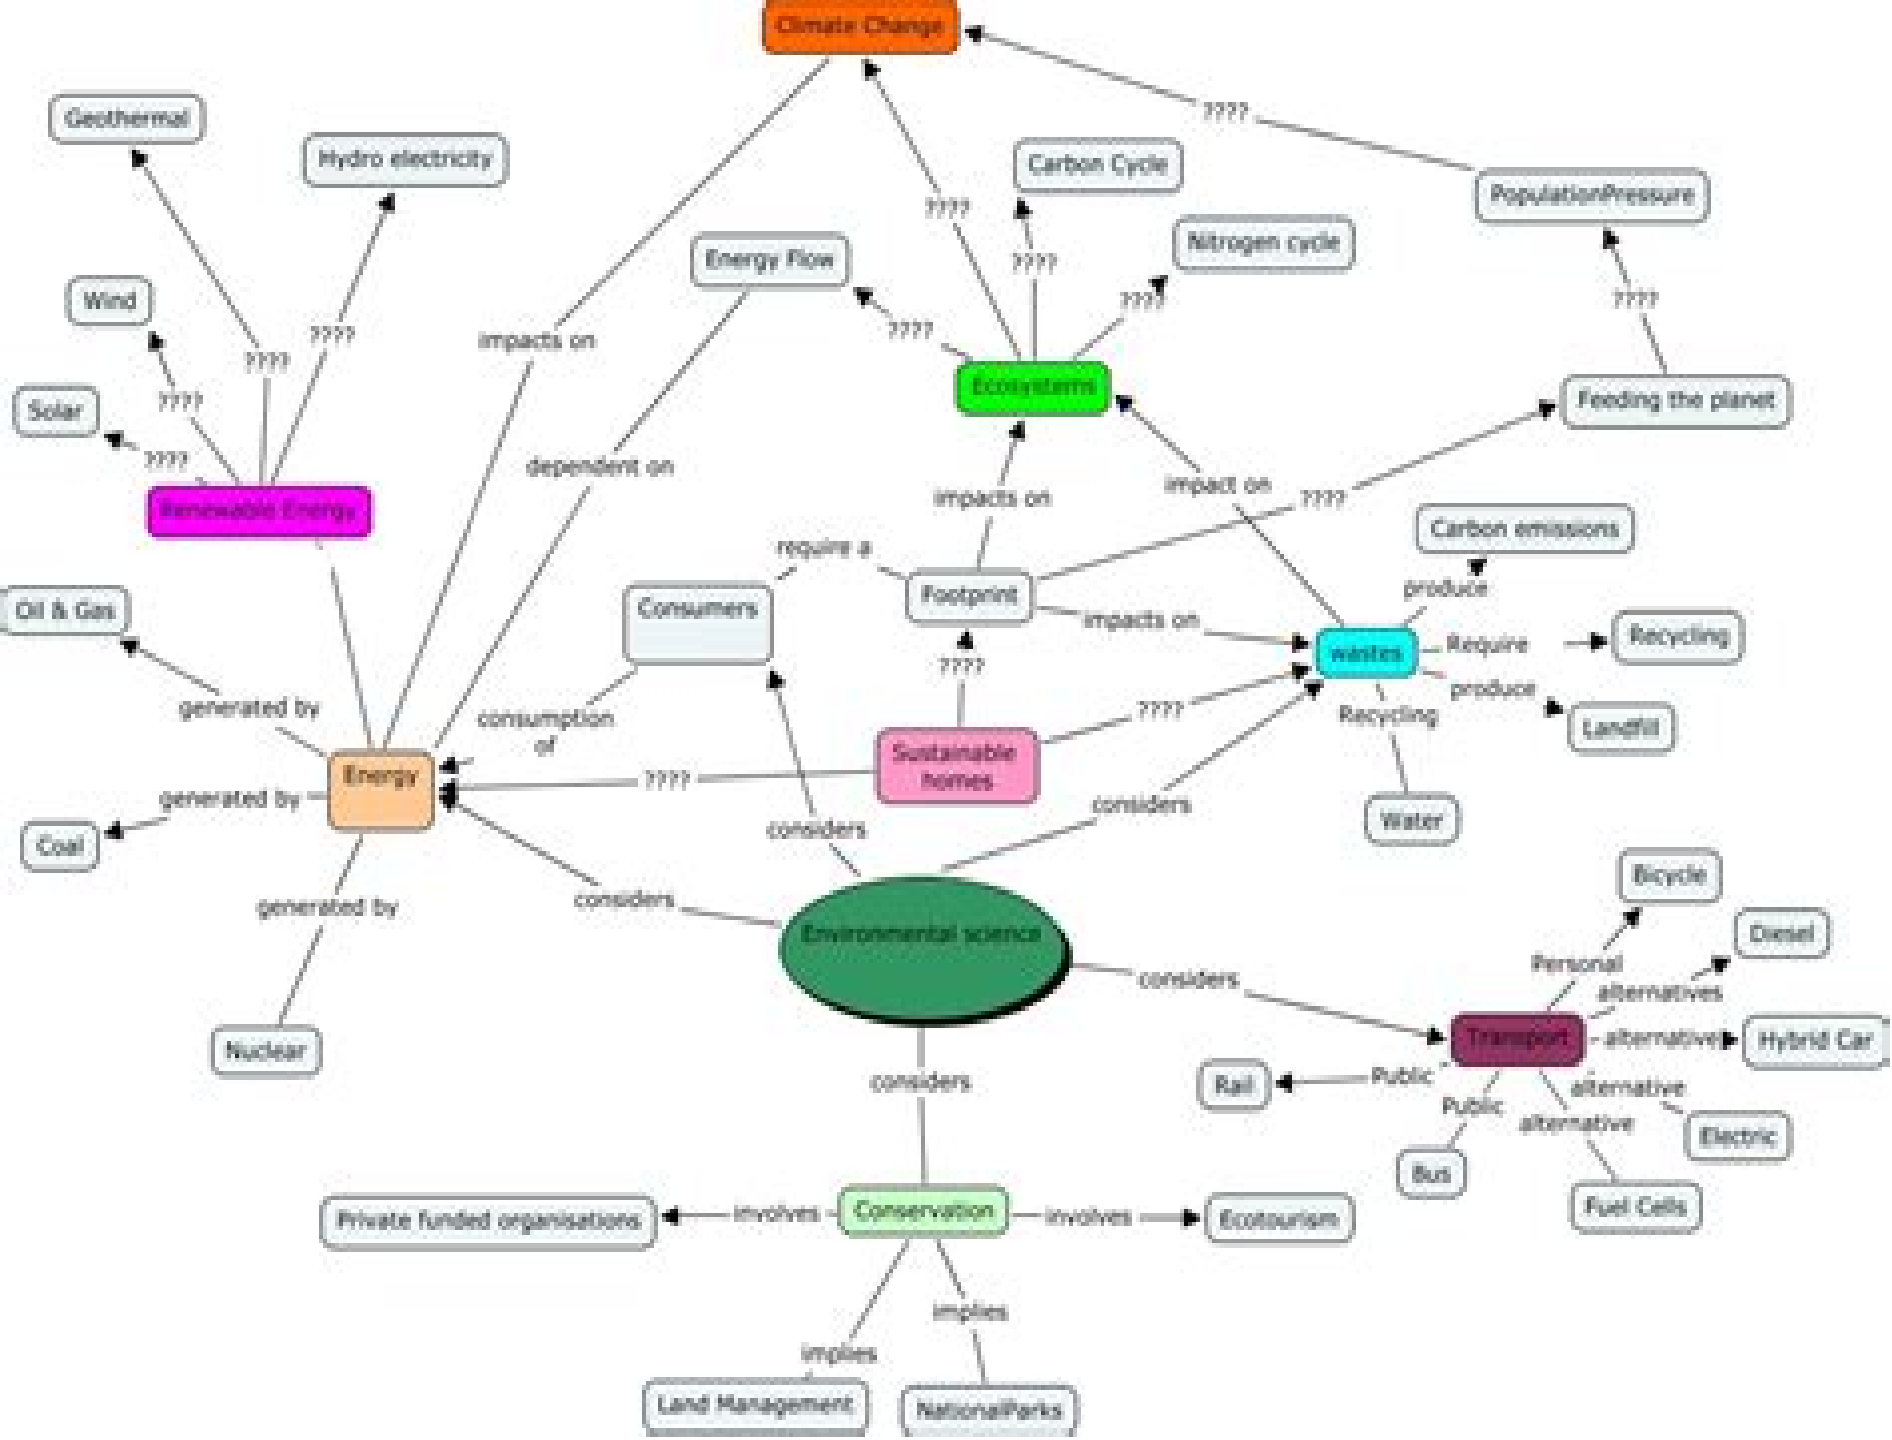 Climate Change
????
Geothermal
Hydro electricity
Carbon Cycle
PopulationPressure
????
Nitrogen cycle
Energy Flow
????
????
????
Wind
????
????
impacts on
????
????
Ecosystems
Solar
????
Feeding the planet
????
dependent on
impacts on
impact on
????
Renewable Energy
Carbon emissions
require a
produce
Oil & Gas
Consumers
Footprint
impacts on
Recycling
Require
wastes
????
generated by
consumption
of
????
produce
Recycling
Landfill
Sustainable
homes
Energy
????
generated by
considers
considers
Water
Coal
generated by
considers
Environmental science
Bicycle
Diesel
Personal
considers
alternatives
Transport
alternative
Hybrid Car
Nuclear
considers
Rail
Public
alternative
Public
alternative
Electric
Bus
Fuel Cells
Private funded organisations
involves
Conservation
involves
Ecotourism
implies
implies
Land Management
NationalParks